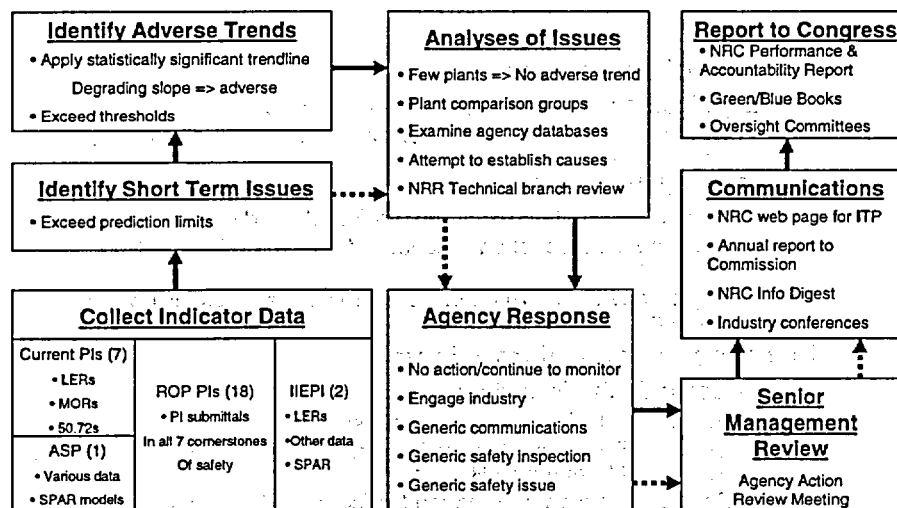 Identify Adverse Trends
• Apply statistically significant trendline
Degrading slope => adverse
• Exceed thresholds
Identify Short Term Issues
• Exceed prediction limits
Collect Indicator Data
Current PIs (7)
• LERs
• MORs
• 50.72s
ASP (1)
• Various data
• SPAR models
ROP PIs (18)
• PI submittals
In all 7 cornerstones
Of safety
IIEPI (2)
• LERs
•Other data
• SPAR
Analyses of Issues
• Few plants => No adverse trend
• Plant comparison groups
• Examine agency databases
• Attempt to establish causes
• NRR Technical branch review
Agency Response
• No action/continue to monitor
• Engage industry
• Generic communications
• Generic safety inspection
• Generic safety issue
Report to Congress
• NRC Performance &
Accountability Report
• Green/Blue Books
• Oversight Committees
Communications
• NRC web page for ITP
• Annual report to
Commission
• NRC Info Digest
• Industry conferences
Senior
Management
Review
Agency Action
Review Meeting